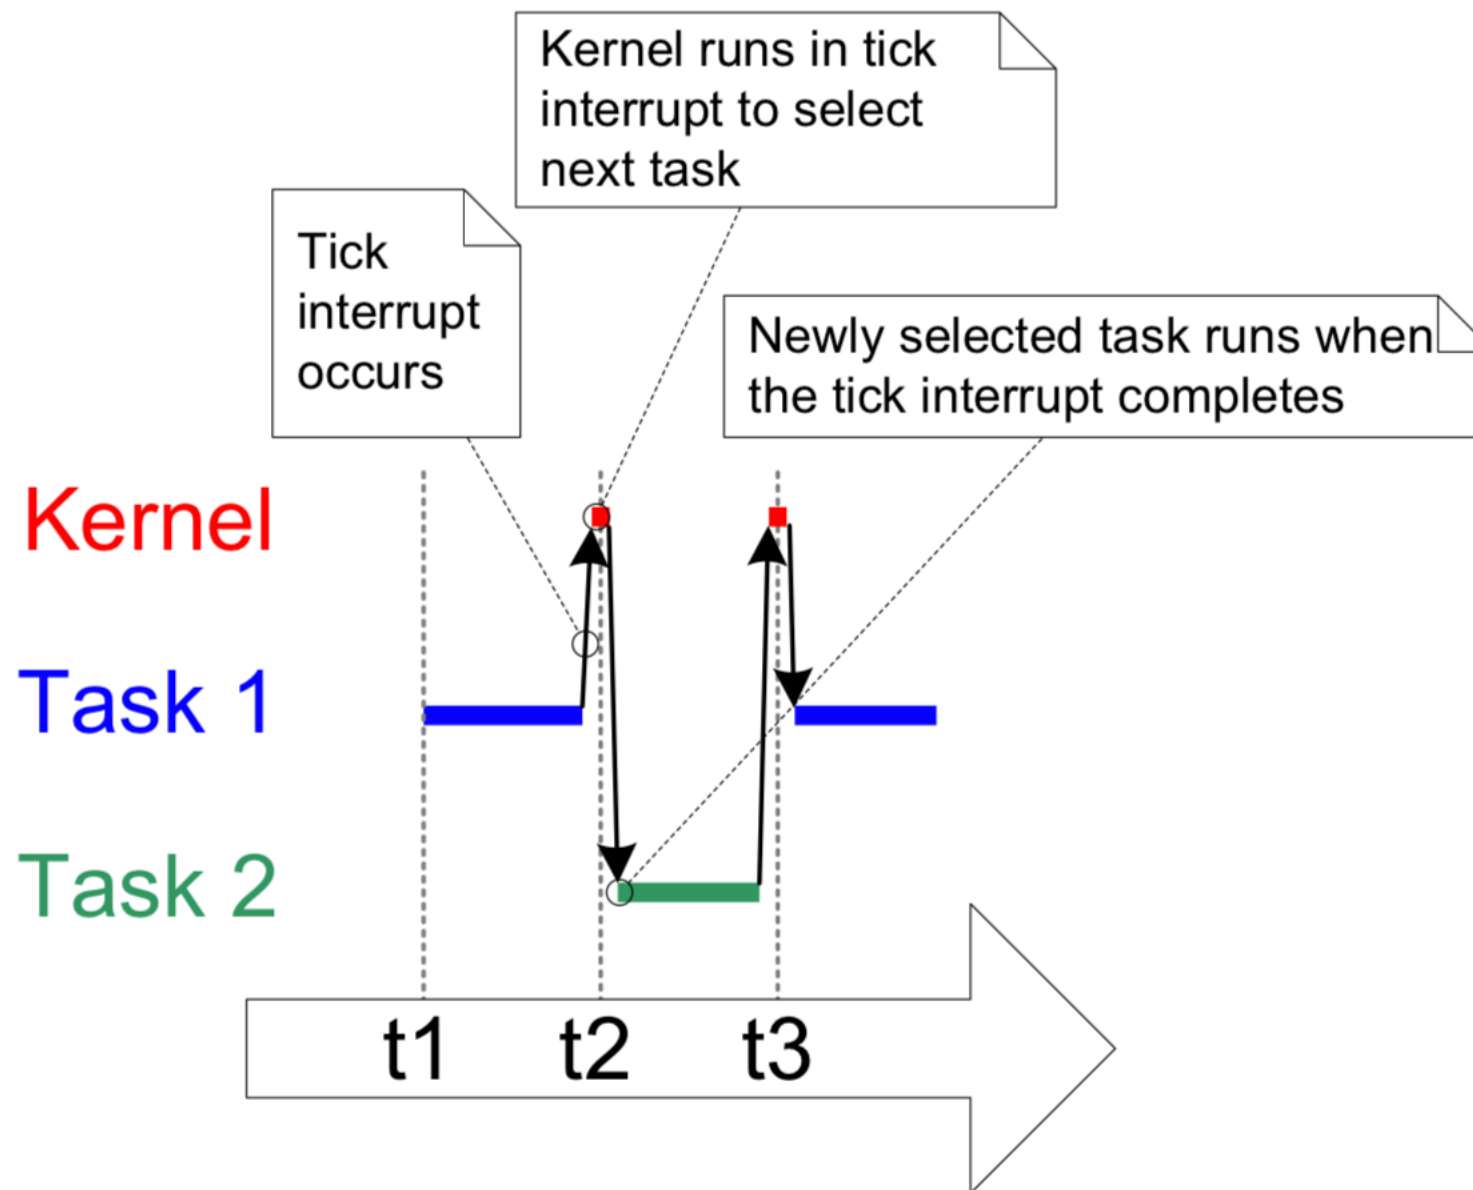 Kernel runs in tick
interrupt to select
next task
Tick
interrupt
occurs
Newly selected task runs when
the tick interrupt completes
Kernel
Task 1
Task 2
t1 t2 t3